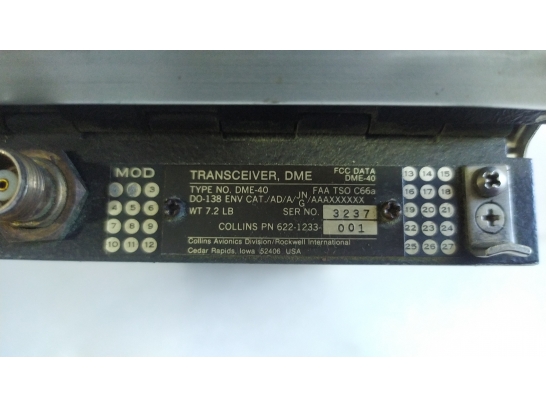 MOD
3
4 5 6
7 8 9
10 11 12
TRANSCEIVER, DME
FCC DATA
DME-40
TYPE NO. DME-40 FAA TSO C66a
DO-138 ENV CAT./AD/A/JN/G/AAAXXXXXX
WT 7.2 LB SER NO. 3237
COLLINS PN 622-1233- 001
Collins Avionics Division/Rockwell International
Cedar Rapids, Iowa 52406 USA
13 14 15
16 17 18
19 20 21
22 23 24
25 26 27